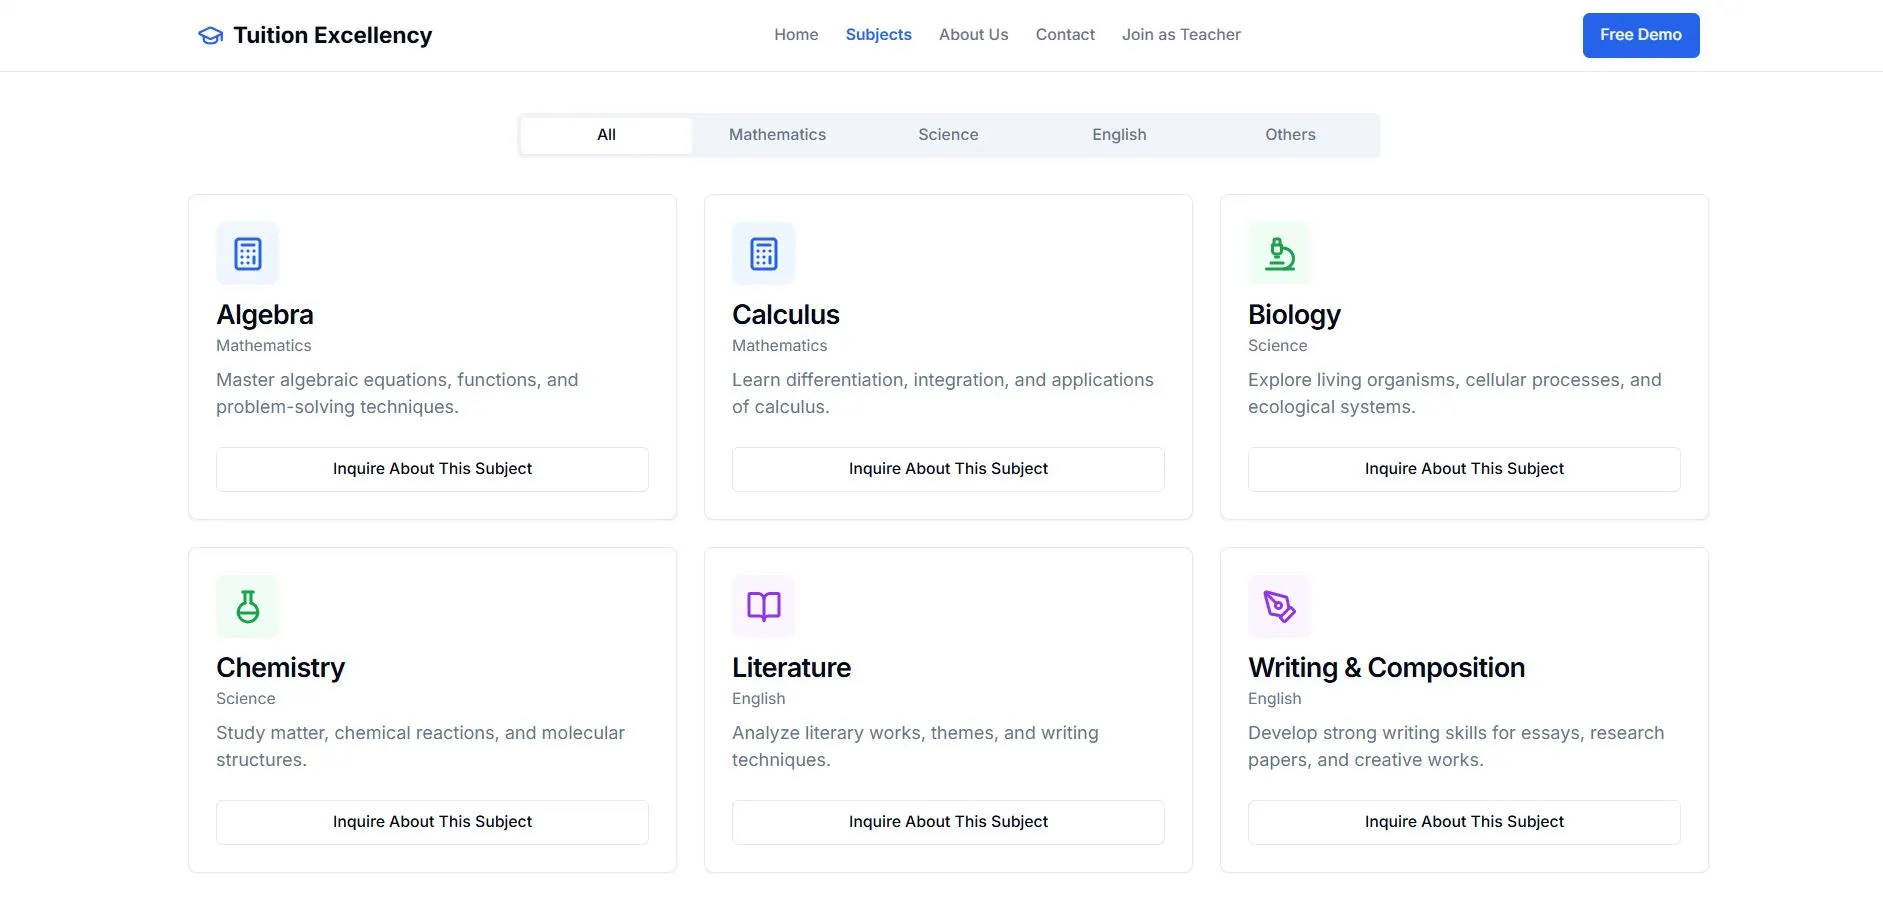 Tuition Excellency
Home Subjects About Us Contact Join as Teacher
Free Demo
All Mathematics Science English Others
Algebra
Mathematics
Master algebraic equations, functions, and
problem-solving techniques.
Inquire About This Subject
Calculus
Mathematics
Learn differentiation, integration, and applications
of calculus.
Inquire About This Subject
Biology
Science
Explore living organisms, cellular processes, and
ecological systems.
Inquire About This Subject
Chemistry
Science
Study matter, chemical reactions, and molecular
structures.
Inquire About This Subject
Literature
English
Analyze literary works, themes, and writing
techniques.
Inquire About This Subject
Writing & Composition
English
Develop strong writing skills for essays, research
papers, and creative works.
Inquire About This Subject